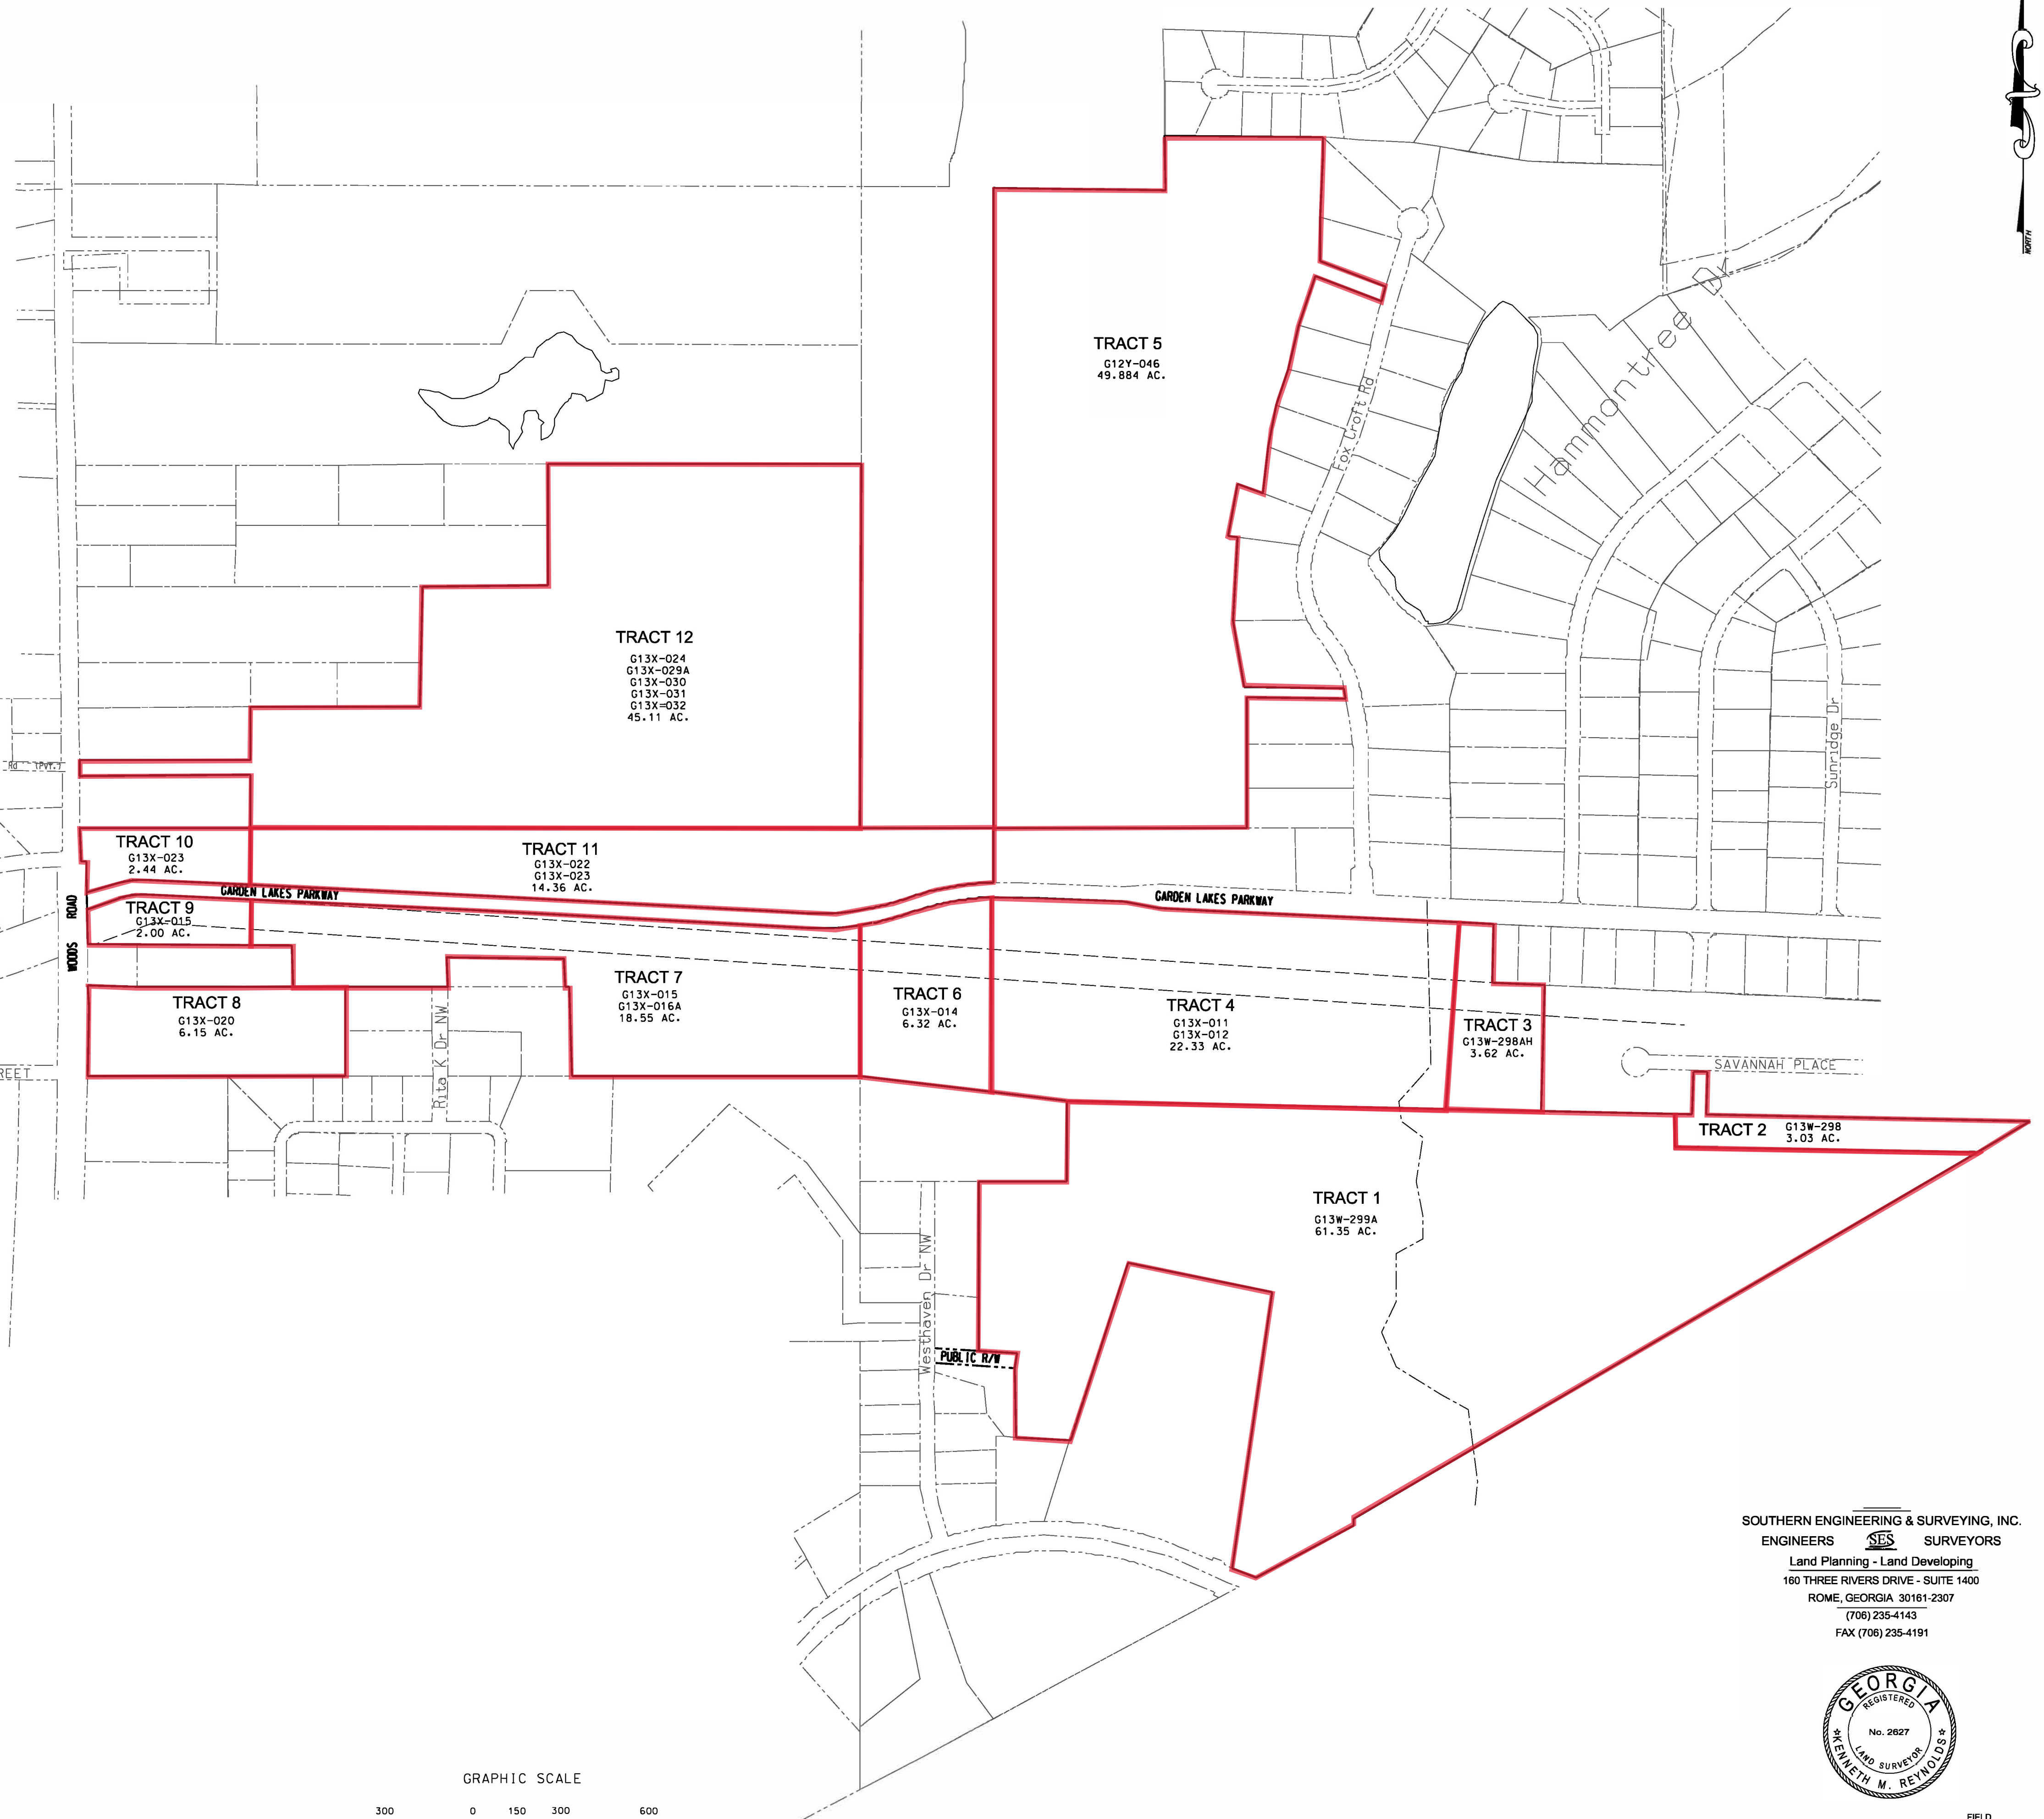 NORTH
Hammontree Dr
TRACT 5
G12Y-046
49.884 AC.
Fox Croft Rd
TRACT 12
G13X-024
G13X-029A
G13X-030
G13X-031
G13X=032
45.11 AC.
Sunridge Dr
Rd (Pvt.)
TRACT 10
G13X-023
2.44 AC.
TRACT 11
G13X-022
G13X-023
14.36 AC.
GARDEN LAKES PARKWAY
GARDEN LAKES PARKWAY
WOODS ROAD
TRACT 9
G13X-015
2.00 AC.
TRACT 7
G13X-015
G13X-016A
18.55 AC.
TRACT 8
G13X-020
6.15 AC.
TRACT 6
G13X-014
6.32 AC.
TRACT 4
G13X-011
G13X-012
22.33 AC.
TRACT 3
G13W-298AH
3.62 AC.
Rita K Dr NW
REET
SAVANNAH PLACE
TRACT 2
G13W-298
3.03 AC.
TRACT 1
G13W-299A
61.35 AC.
Westhaven Dr NW
PUBLIC R/W
SOUTHERN ENGINEERING & SURVEYING, INC.
ENGINEERS SES SURVEYORS
Land Planning - Land Developing
160 THREE RIVERS DRIVE - SUITE 1400
ROME, GEORGIA 30161-2307
(706) 235-4143
FAX (706) 235-4191
GEORGIA
REGISTERED
No. 2627
LAND SURVEYOR
KENNETH M. REYNOLDS
GRAPHIC SCALE
300 0 150 300 600
FIELD